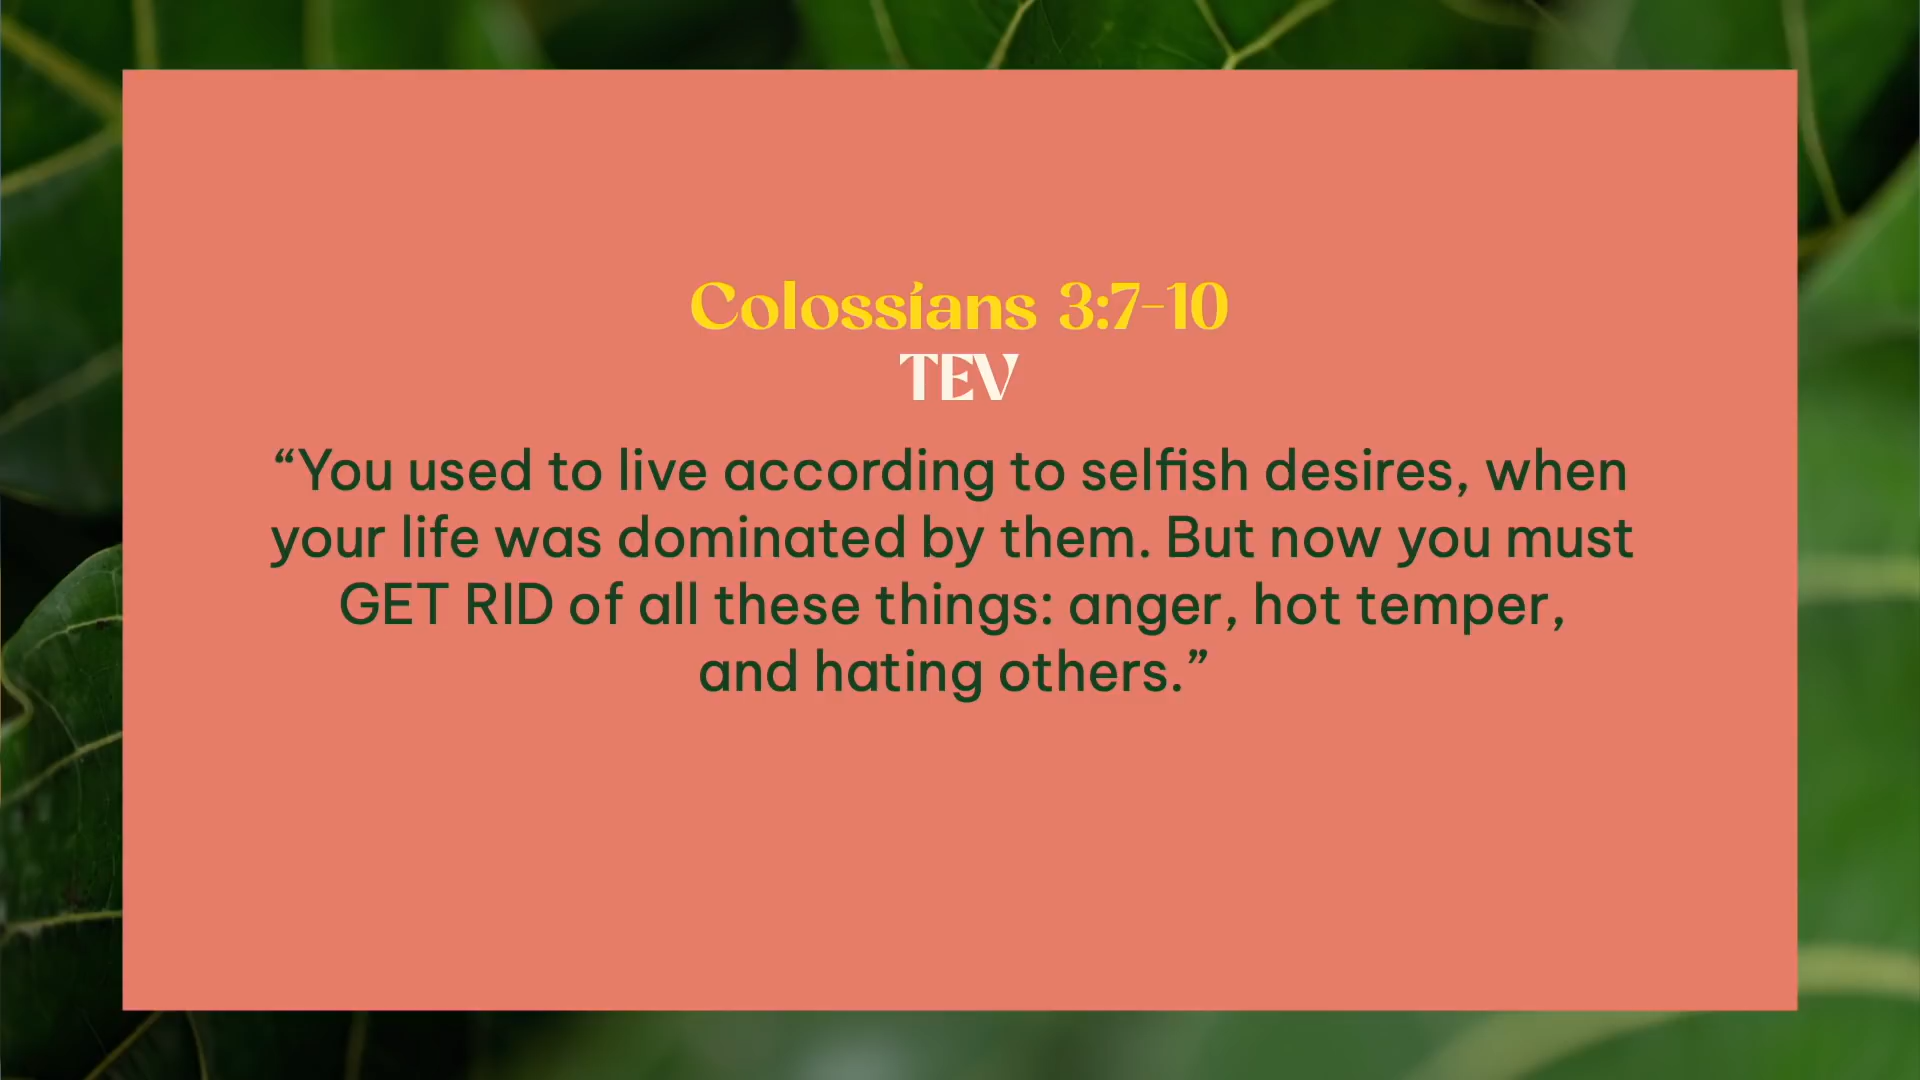 Colossians 3:7-10
TEV
“You used to live according to selfish desires, when
your life was dominated by them. But now you must
GET RID of all these things: anger, hot temper,
and hating others.”